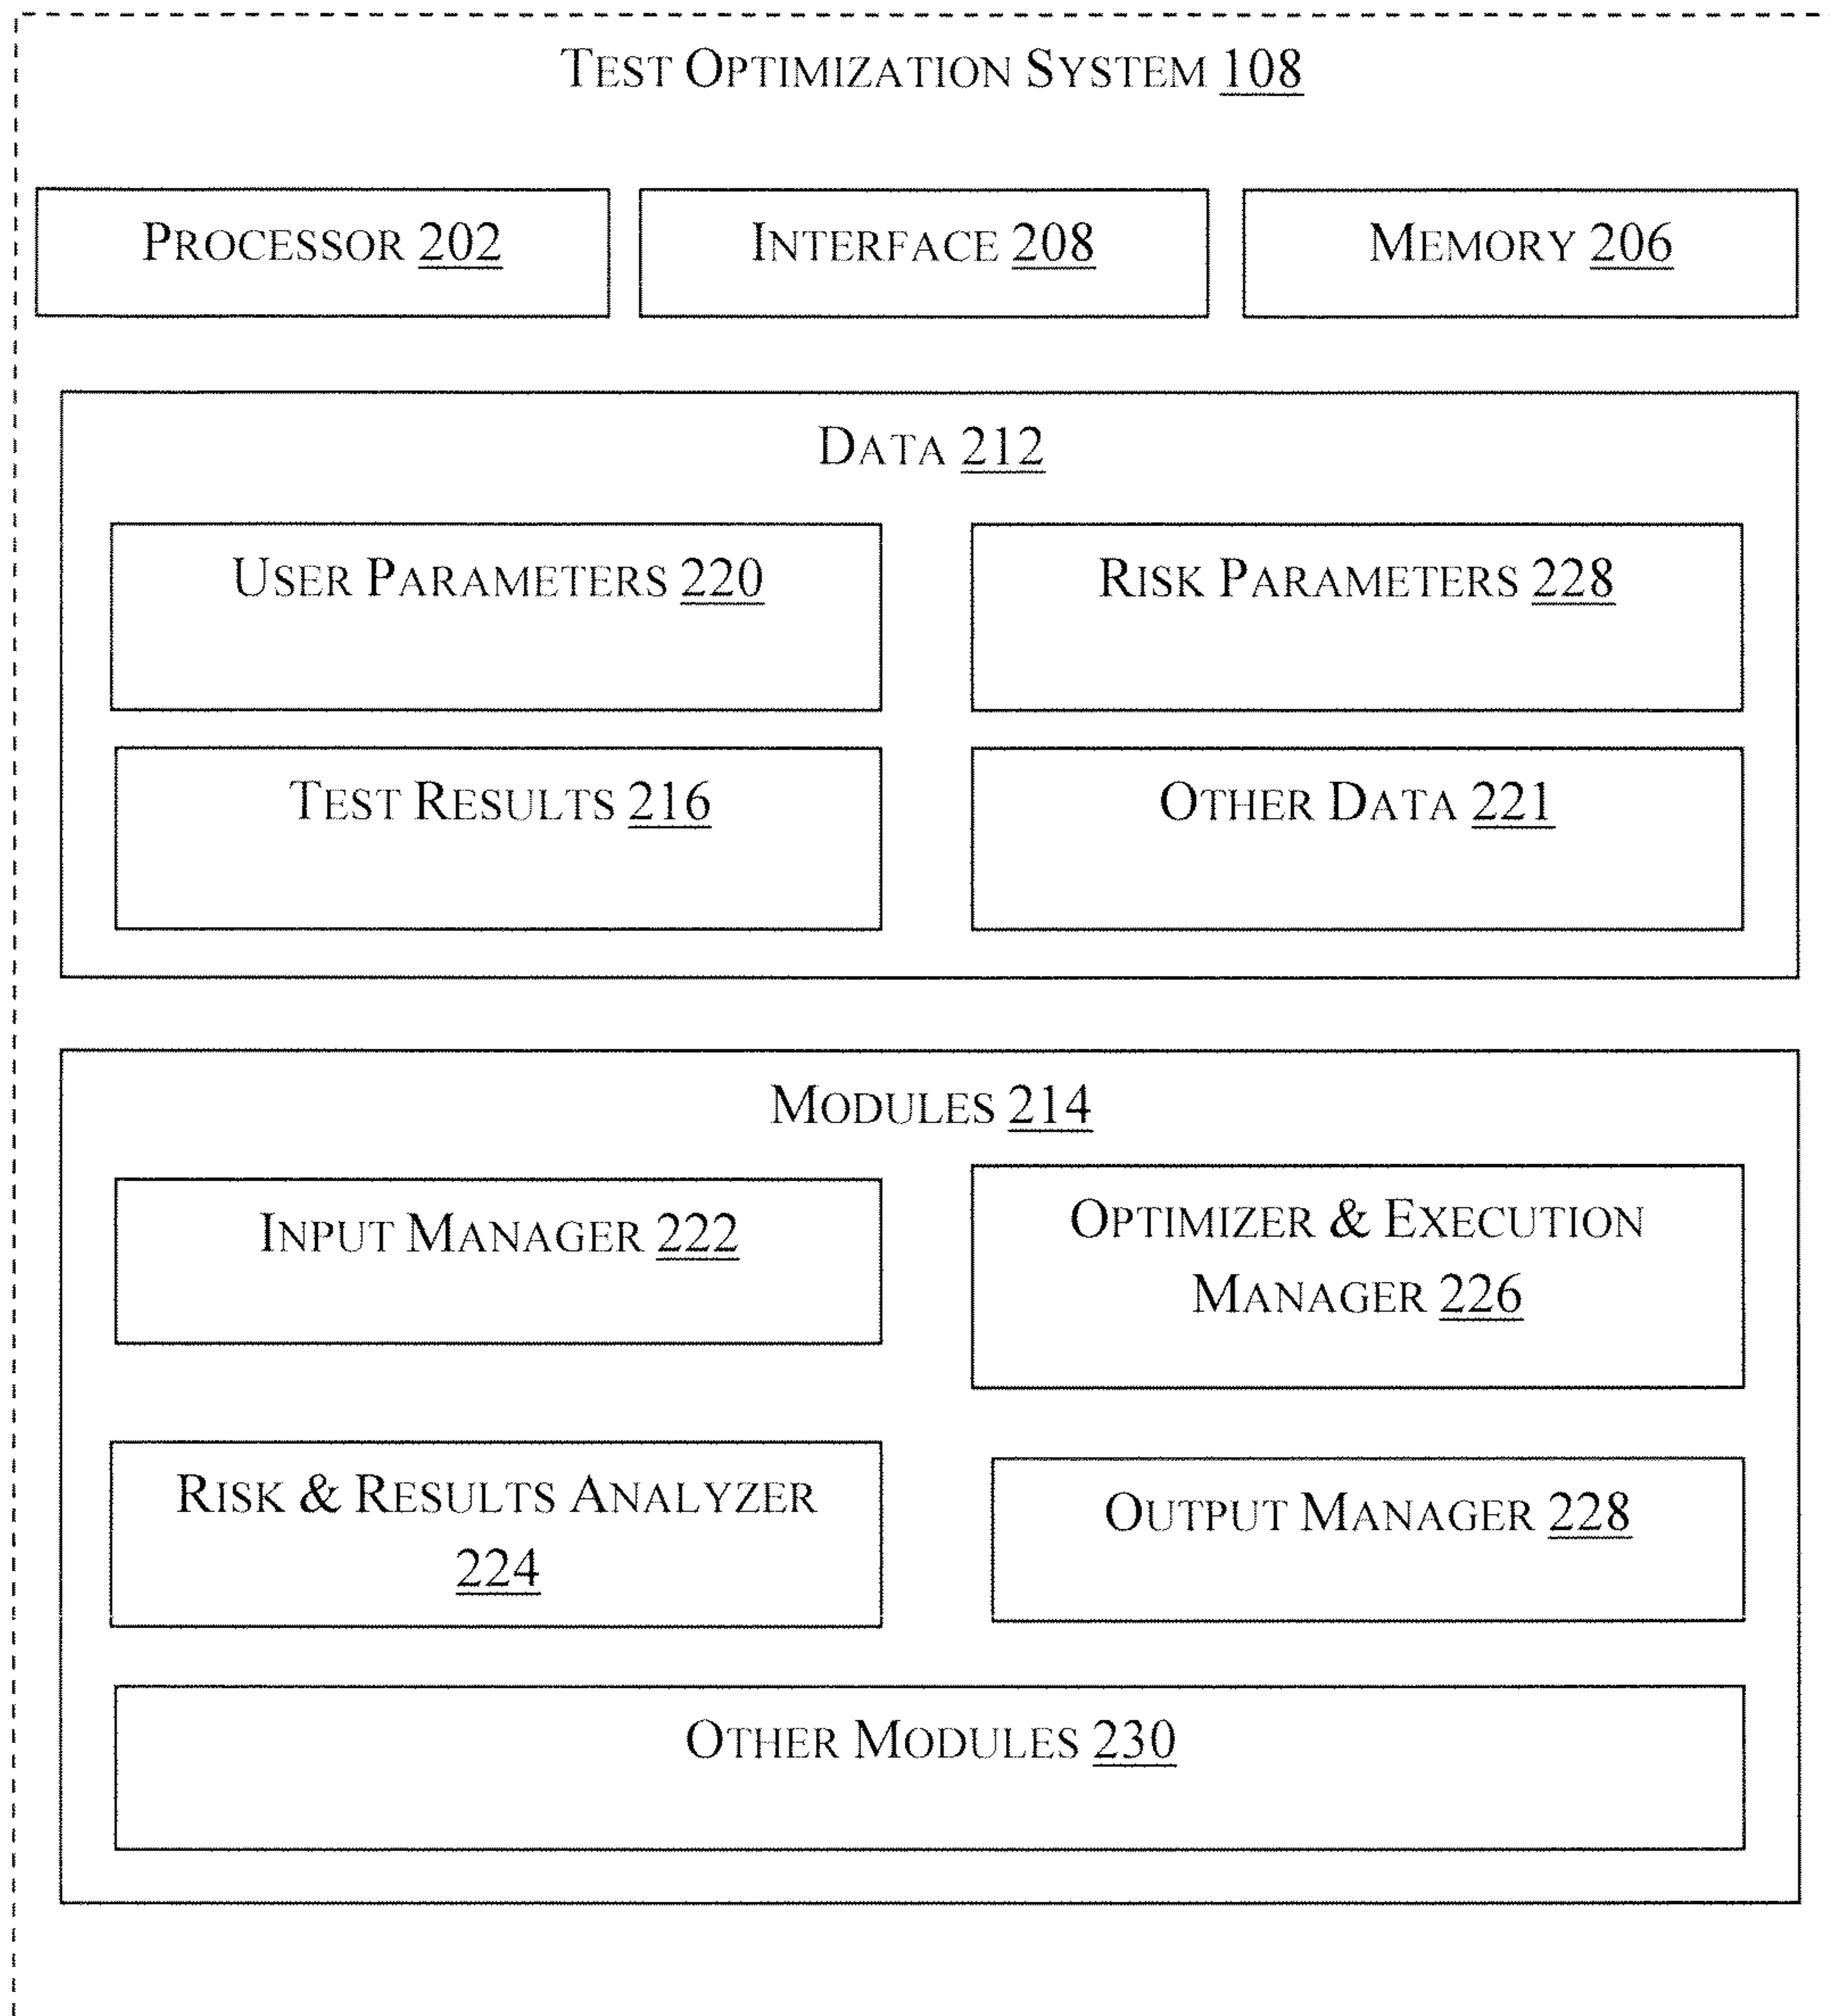 TEST OPTIMIZATION SYSTEM 108
PROCESSOR 202
INTERFACE 208
MEMORY 206
DATA 212
USER PARAMETERS 220
RISK PARAMETERS 228
TEST RESULTS 216
OTHER DATA 221
MODULES 214
INPUT MANAGER 222
OPTIMIZER & EXECUTION
MANAGER 226
RISK & RESULTS ANALYZER
224
OUTPUT MANAGER 228
OTHER MODULES 230